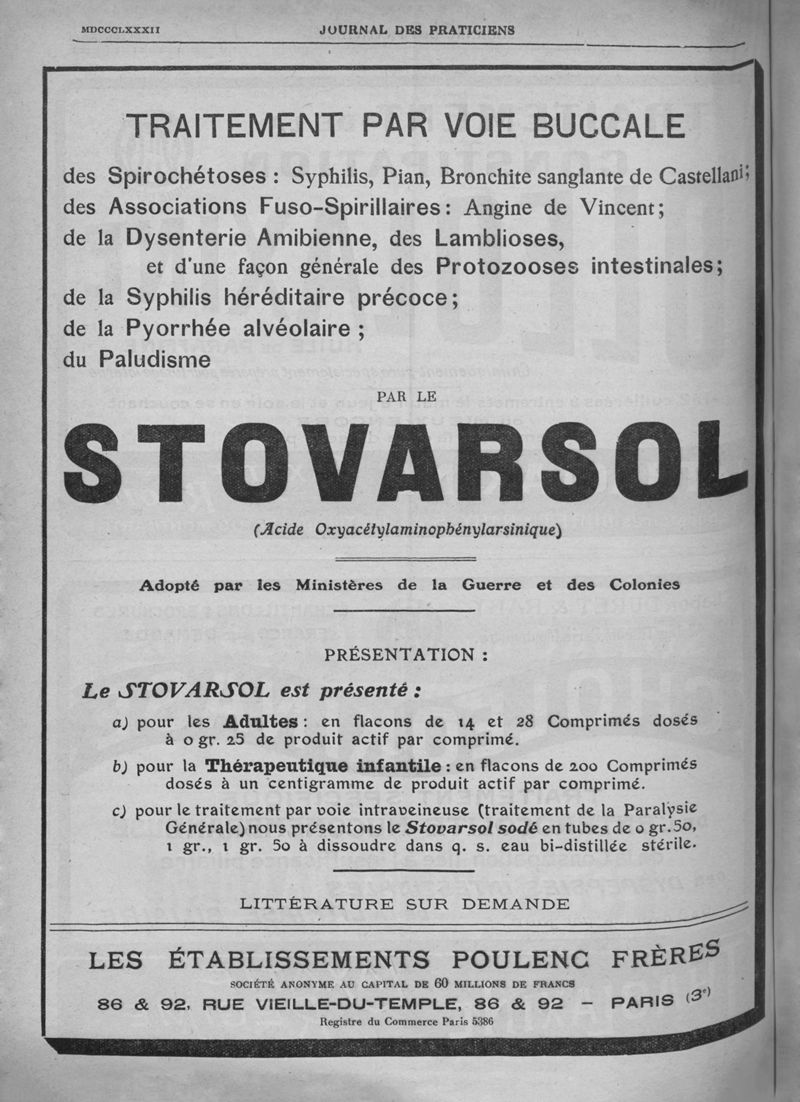 MDCCCLXXXII
JOURNAL DES PRATICIENS
TRAITEMENT PAR VOIE BUCCALE
des Spirochétoses : Syphilis, Pian, Bronchite sanglante de Castellani;
des Associations Fuso-Spirillaires : Angine de Vincent;
de la Dysenterie Amibienne, des Lamblioses,
et d'une façon générale des Protozooses intestinales;
de la Syphilis héréditaire précoce;
de la Pyorrhée alvéolaire ;
du Paludisme
PAR LE
STOVARSOL
(Acide Oxyacétylaminophénylarsinique)
Adopté par les Ministères de la Guerre et des Colonies
PRÉSENTATION :
Le STOVARSOL est présenté :
a) pour les Adultes : en flacons de 14 et 28 Comprimés dosés
à 0 gr. 25 de produit actif par comprimé.
b) pour la Thérapeutique infantile : en flacons de 200 Comprimés
dosés à un centigramme de produit actif par comprimé.
c) pour le traitement par voie intraveineuse (traitement de la Paralysie
Générale) nous présentons le Stovarsol sodé en tubes de 0 gr. 50,
1 gr., 1 gr. 50 à dissoudre dans q. s. eau bi-distillée stérile.
LITTÉRATURE SUR DEMANDE
LES ÉTABLISSEMENTS POULENC FRÈRES
SOCIÉTÉ ANONYME AU CAPITAL DE 60 MILLIONS DE FRANCS
86 & 92, RUE VIEILLE-DU-TEMPLE, 86 & 92 - PARIS (3e)
Registre du Commerce Paris 5386